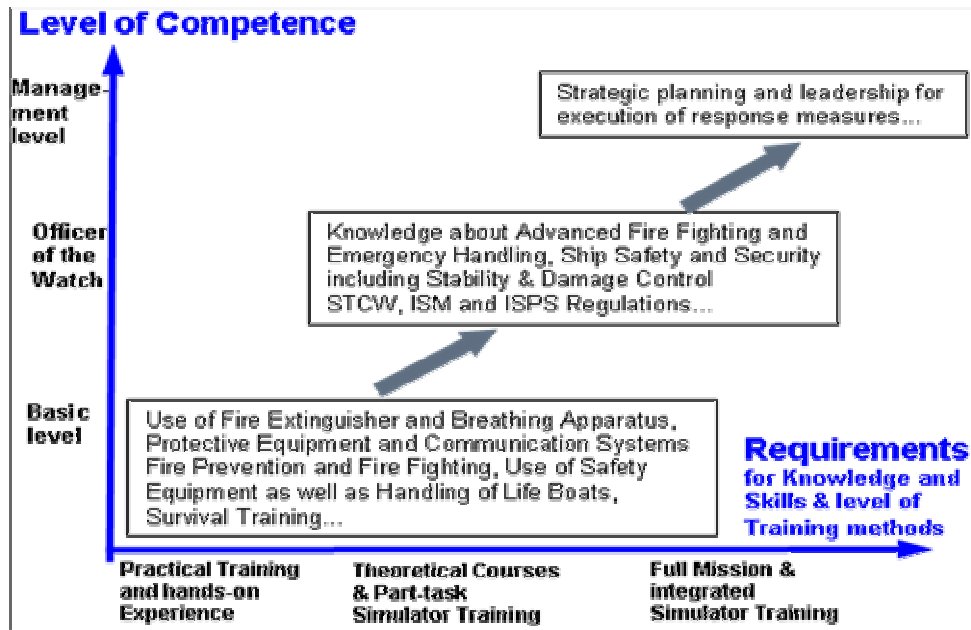 Level of Competence
Manage-
ment
level
Strategic planning and leadership for
execution of response measures...
Officer
of the
Watch
Knowledge about Advanced Fire Fighting and
Emergency Handling, Ship Safety and Security
including Stability & Damage Control
STCW, ISM and ISPS Regulations...
Basic
level
Use of Fire Extinguisher and Breathing Apparatus,
Protective Equipment and Communication Systems
Fire Prevention and Fire Fighting, Use of Safety
Equipment as well as Handling of Life Boats,
Survival Training...
Requirements
for Knowledge and
Skills & level of
Training methods
Practical Training
and hands-on
Experience
Theoretical Courses
& Part-task
Simulator Training
Full Mission &
integrated
Simulator Training